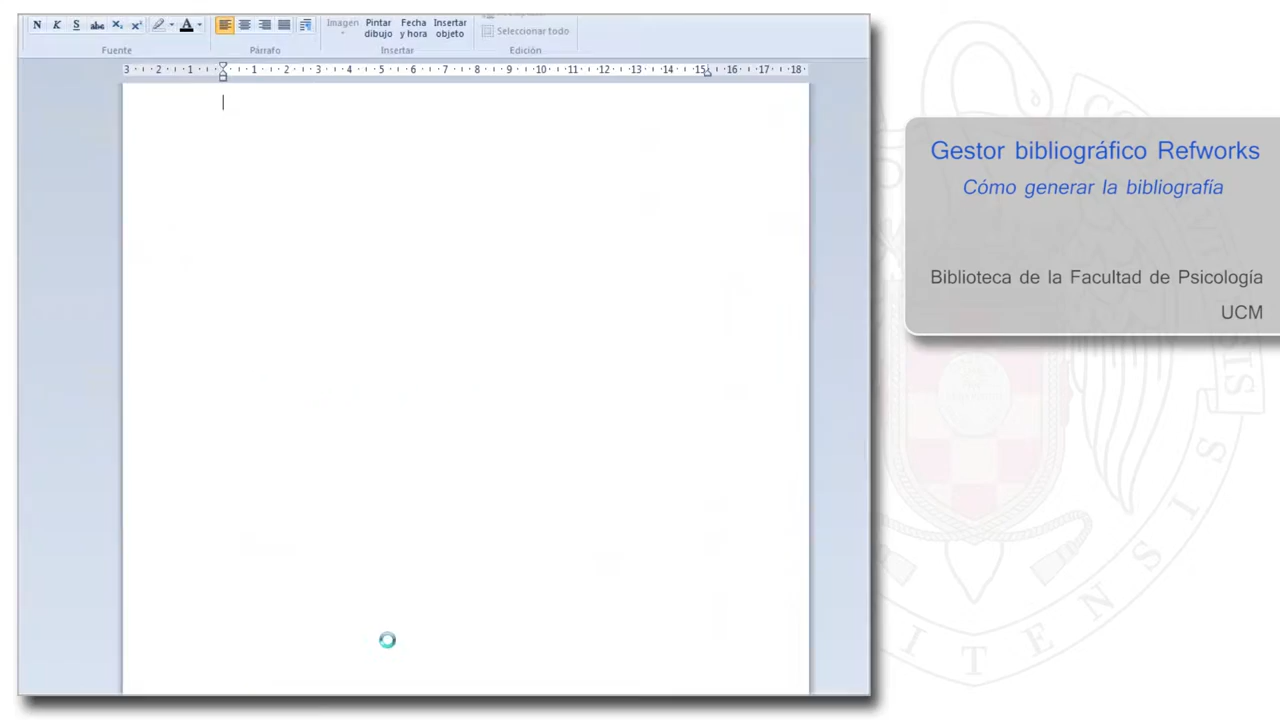 N K S abc X₂ X² A
Imagen
Pintar dibujo
Fecha y hora
Insertar objeto
Seleccionar todo
Fuente Párrafo Insertar Edición
3 2 1 1 2 3 4 5 6 7 8 9 10 11 12 13 14 15 16 17 18
Gestor bibliográfico Refworks
Cómo generar la bibliografía
Biblioteca de la Facultad de Psicología
UCM